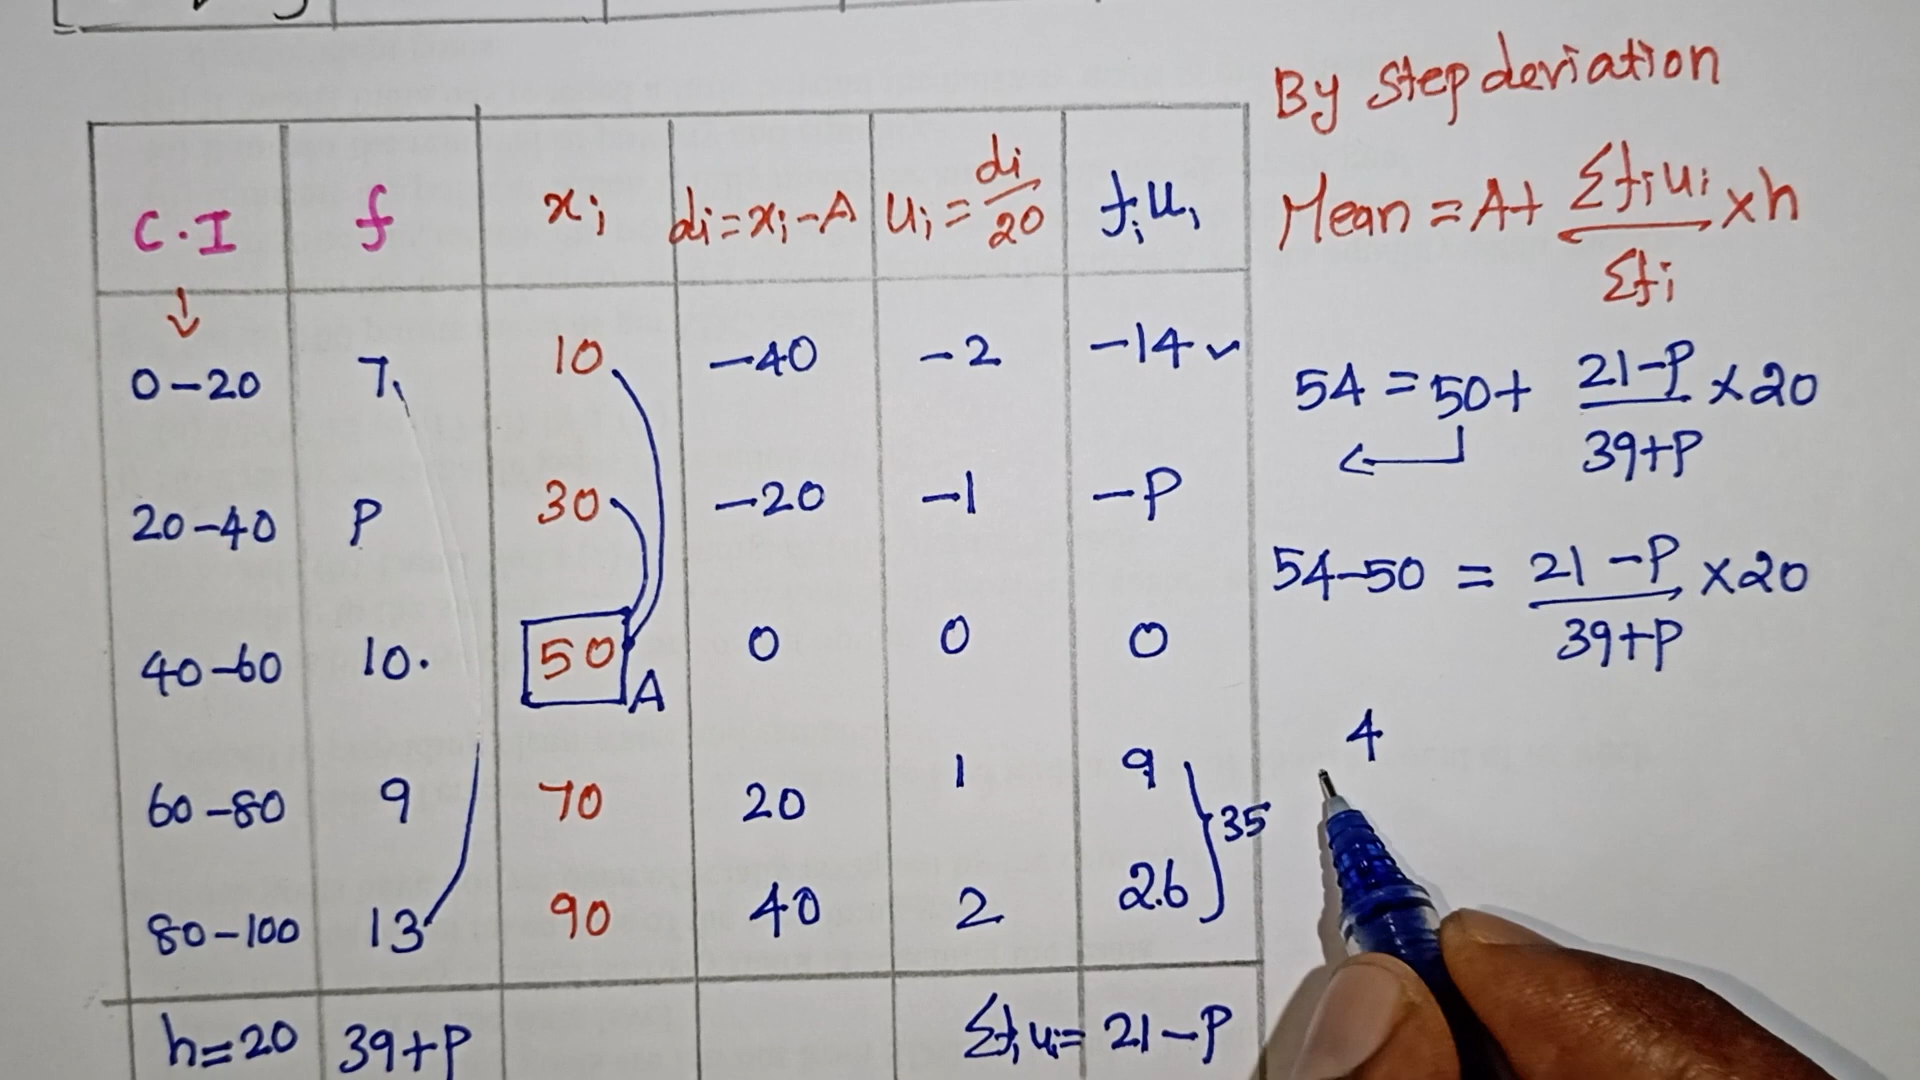 By Step deviation
Mean = A + Σfiui / Σfi × h
C.I f xi di = xi - A ui = di/20 fiui
0-20 7 10 -40 -2 -14
20-40 P 30 -20 -1 -P
40-60 10. 50 A 0 0 0
60-80 9 70 20 1 9
80-100 13 90 40 2 26
35
h=20 39+P Σfiui = 21-P
54 = 50 + 21-P / 39+P × 20
54-50 = 21-P / 39+P × 20
4